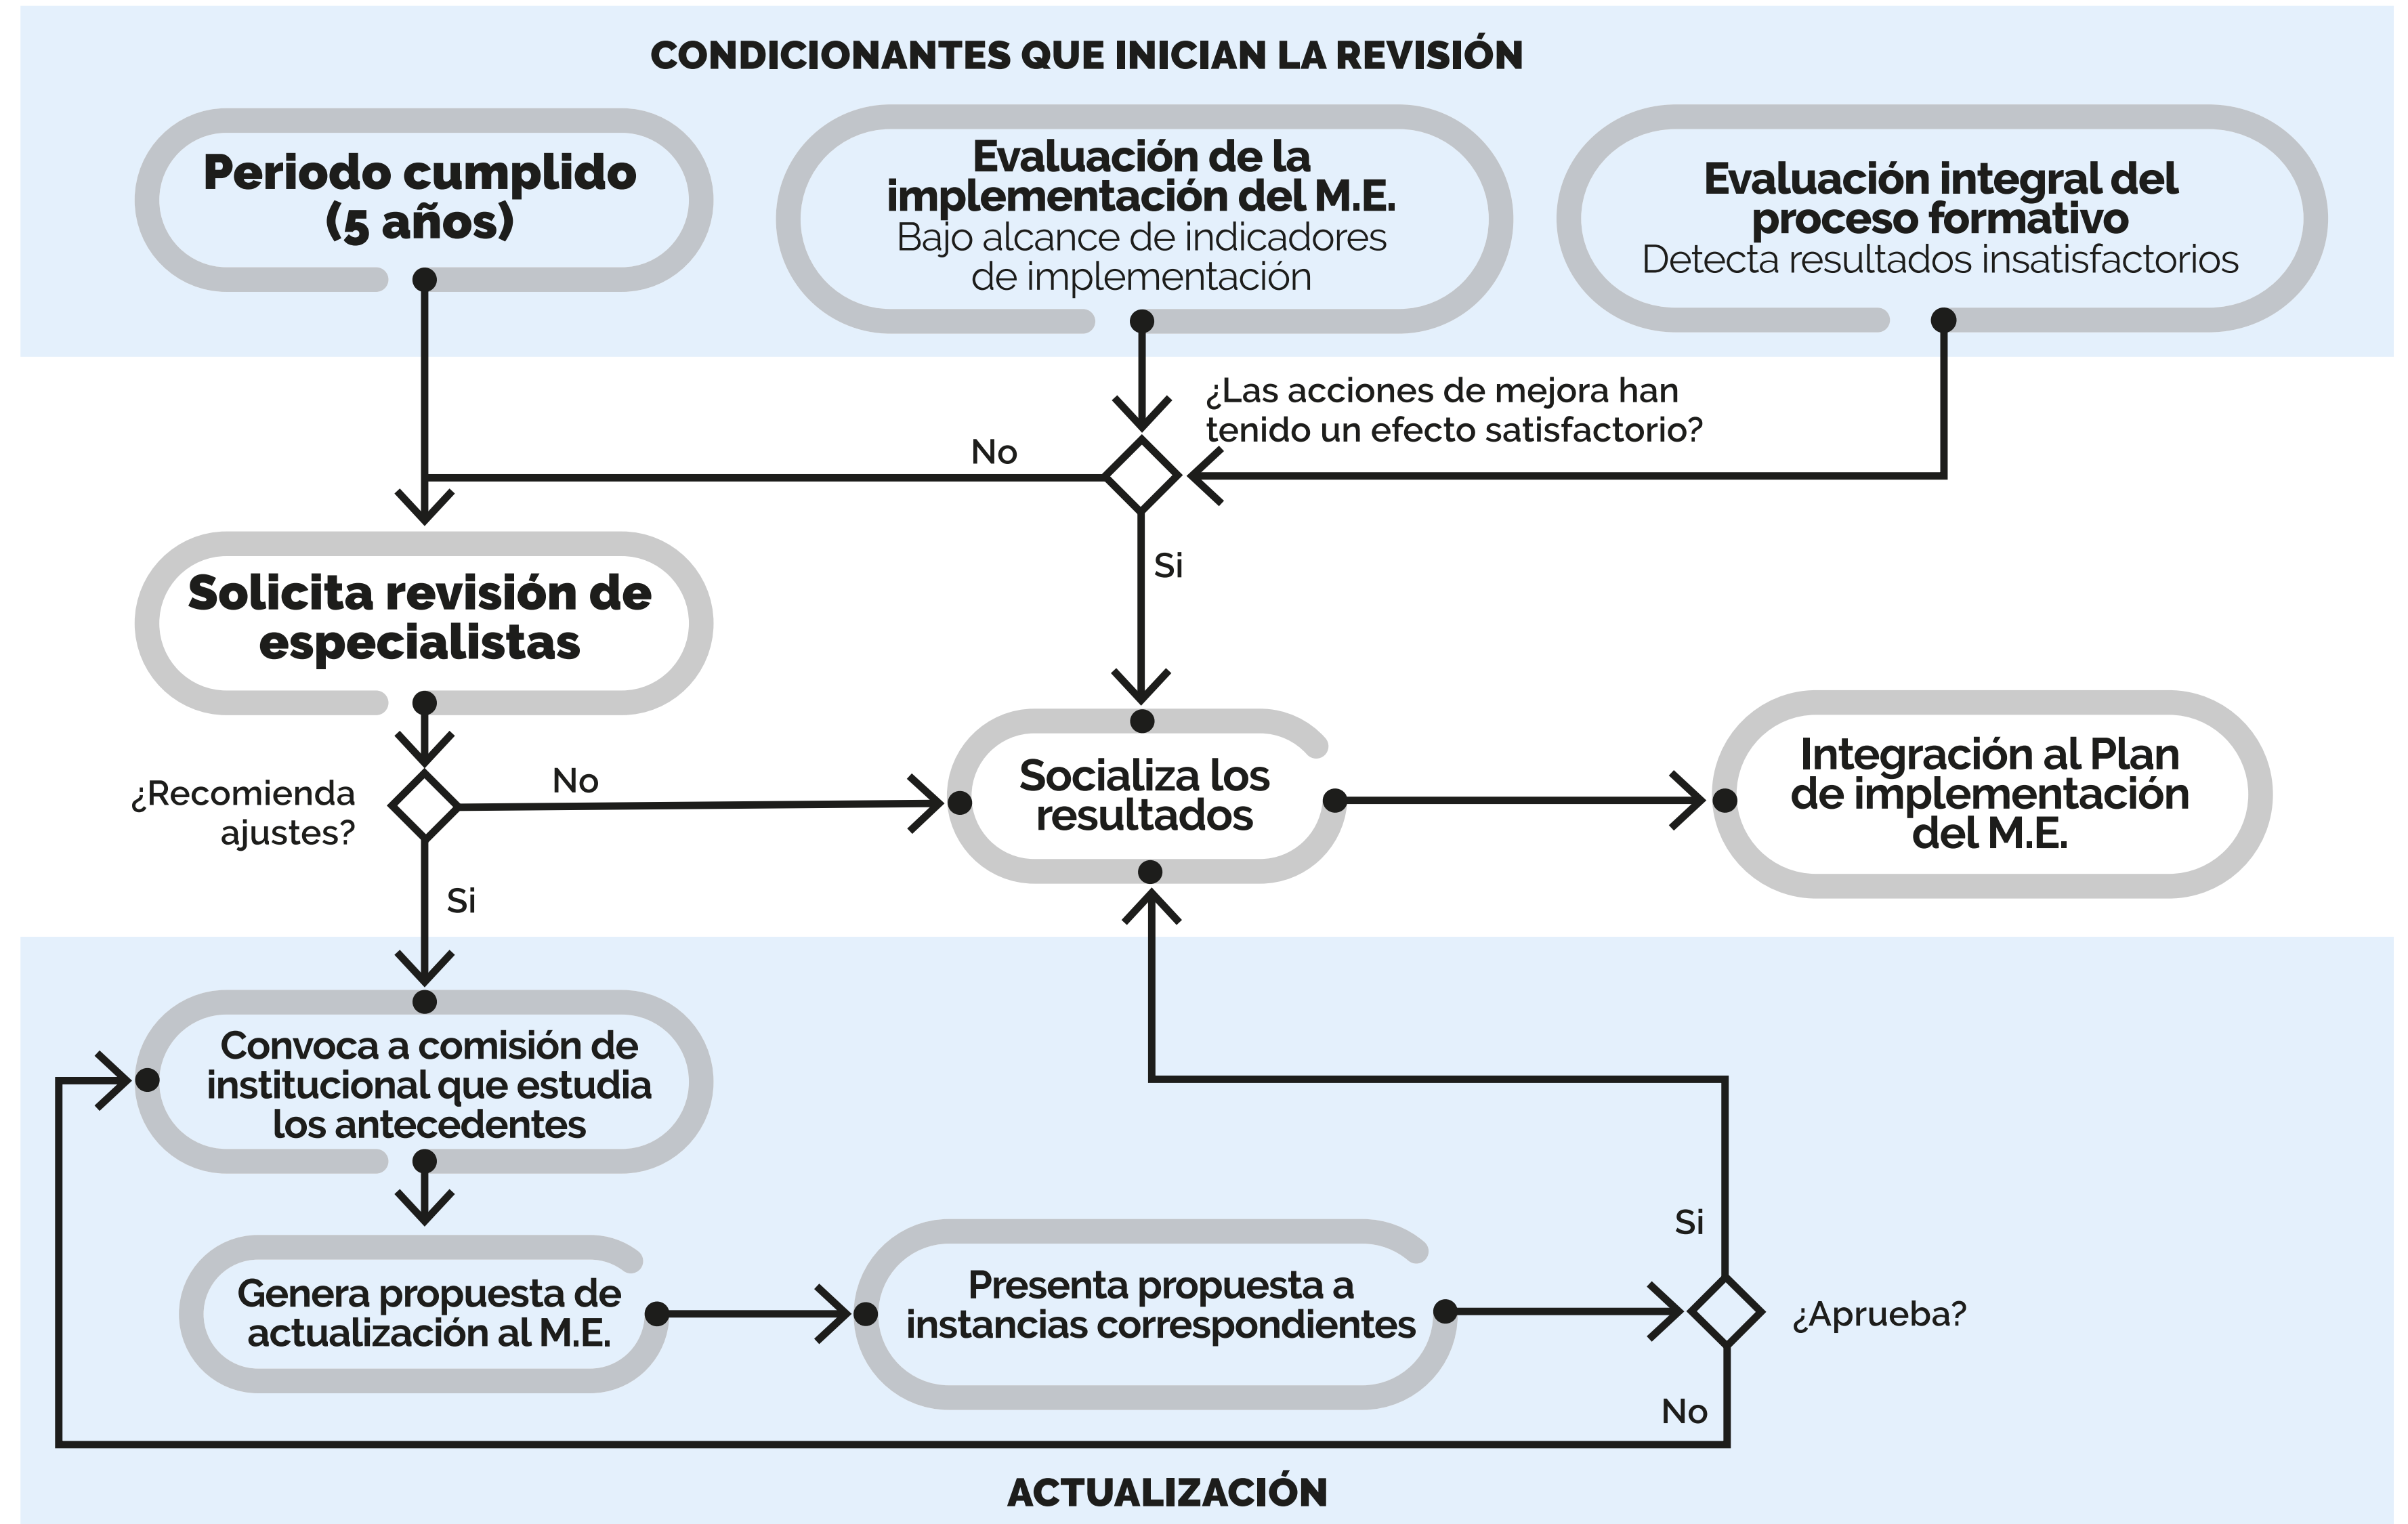 CONDICIONANTES QUE INICIAN LA REVISIÓN
Periodo cumplido
(5 años)
Evaluación de la
implementación del M.E.
Bajo alcance de indicadores
de implementación
Evaluación integral del
proceso formativo
Detecta resultados insatisfactorios
¿Las acciones de mejora han
tenido un efecto satisfactorio?
No
Si
Solicita revisión de
especialistas
¿Recomienda
ajustes?
No
Si
Socializa los
resultados
Integración al Plan
de implementación
del M.E.
Convoca a comisión de
institucional que estudia
los antecedentes
Genera propuesta de
actualización al M.E.
Presenta propuesta a
instancias correspondientes
Si
¿Aprueba?
No
ACTUALIZACIÓN